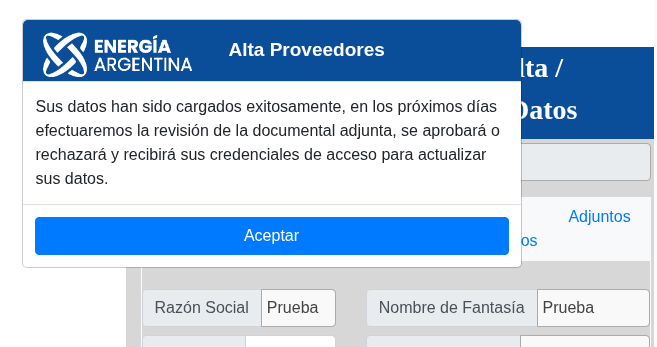 ENERGÍA
ARGENTINA
Alta Proveedores
lta /
Datos
Sus datos han sido cargados exitosamente, en los próximos días
efectuaremos la revisión de la documental adjunta, se aprobará o
rechazará y recibirá sus credenciales de acceso para actualizar
sus datos.
Aceptar
Adjuntos
os
Razón Social Prueba Nombre de Fantasía Prueba